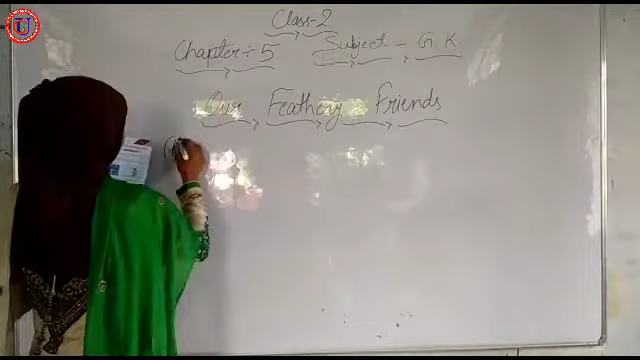 Class-2
Chapter÷5 Subject - G.K
Our Feathery Friends
U